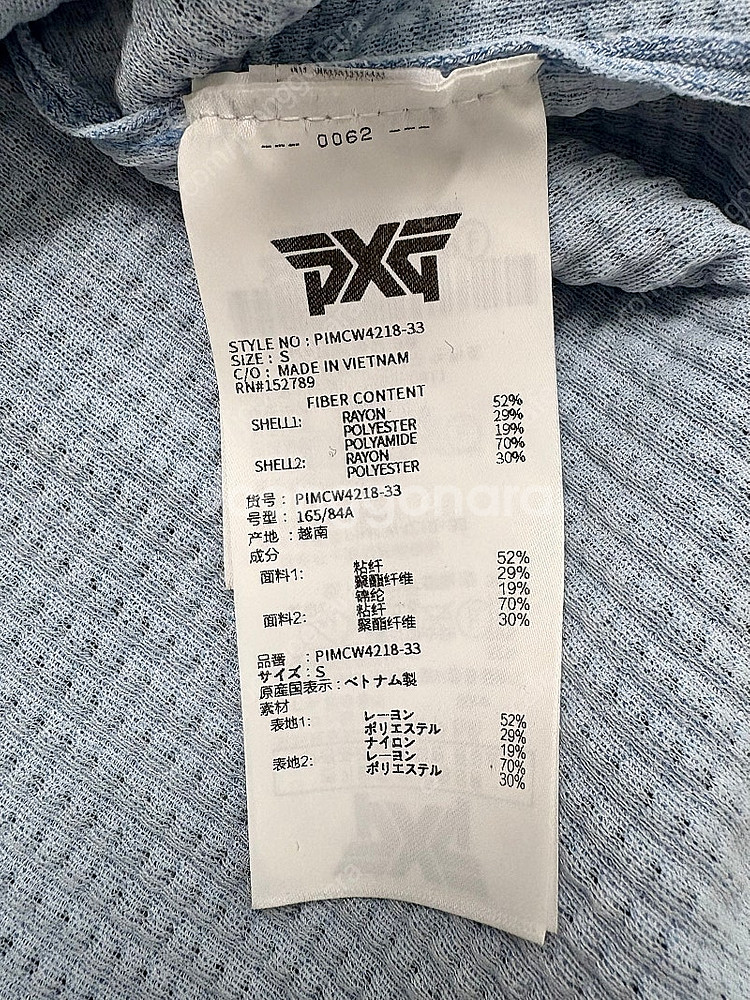 --- 0062 ---
PXG
STYLE NO : PIMCW4218-33
SIZE : S
C/O : MADE IN VIETNAM
RN#152789
FIBER CONTENT
SHELL1: RAYON 52%
POLYESTER 29%
POLYAMIDE 19%
SHELL2: RAYON 70%
POLYESTER 30%
货号 : PIMCW4218-33
号型 : 165/84A
产地 : 越南
成分
面料1: 粘纤 52%
聚酯纤维 29%
锦纶 19%
面料2: 粘纤 70%
聚酯纤维 30%
品番 : PIMCW4218-33
サイズ : S
原産国表示 : ベトナム製
素材
表地1: レーヨン 52%
ポリエステル 29%
ナイロン 19%
表地2: レーヨン 70%
ポリエステル 30%